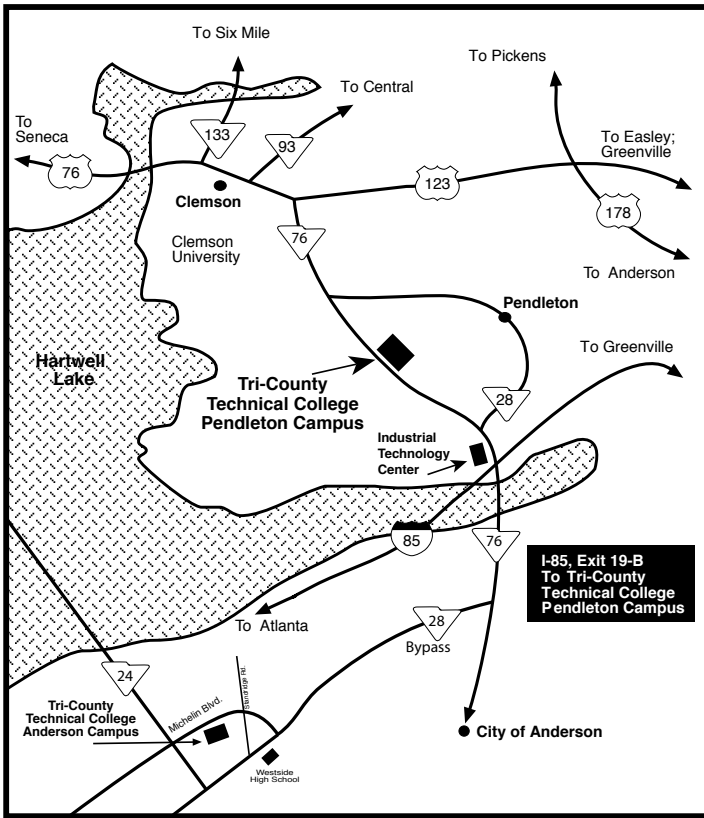 To Six Mile
To Pickens
To Central
To
Seneca
133
93
To Easley;
Greenville
76
123
Clemson
178
Clemson
University
76
To Anderson
Pendleton
To Greenville
Hartwell
Lake
Tri-County
Technical College
Pendleton Campus
28
Industrial
Technology
Center
85
76
I-85, Exit 19-B
To Tri-County
Technical College
Pendleton Campus
To Atlanta
28
Bypass
24
Standridge Rd.
Tri-County
Technical College
Anderson Campus
Michelin Blvd.
City of Anderson
Westside
High School